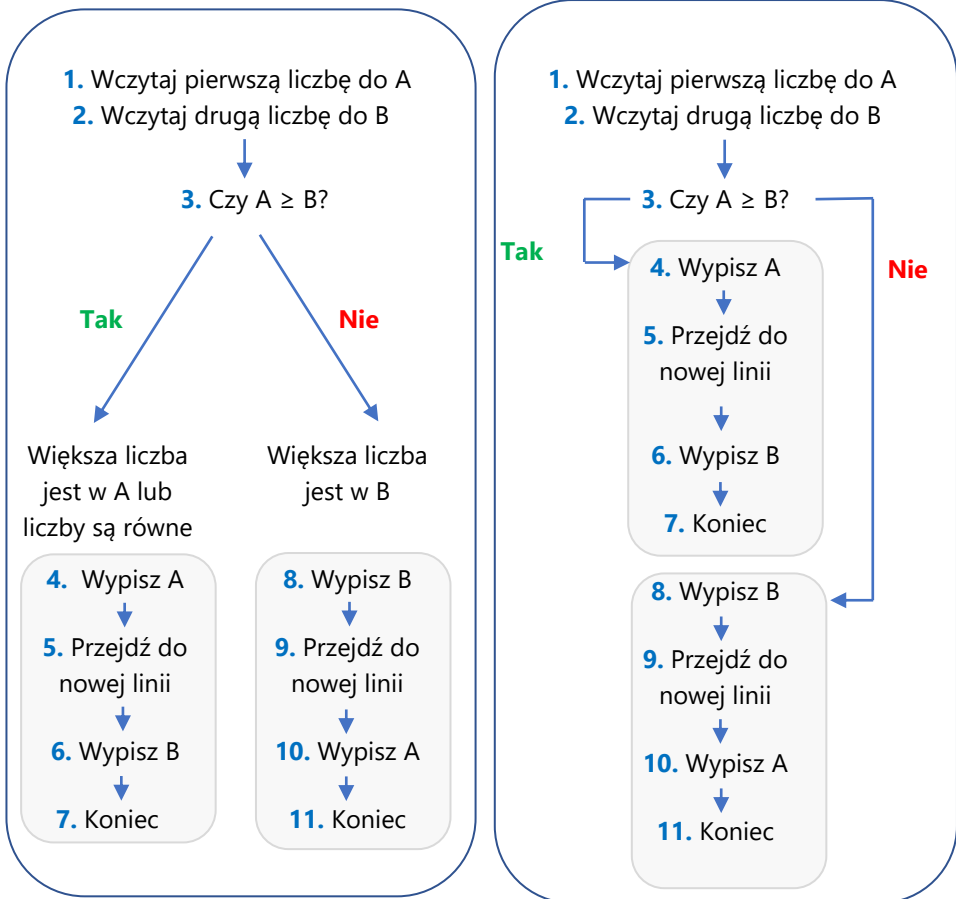 1. Wczytaj pierwszą liczbę do A
2. Wczytaj drugą liczbę do B
3. Czy A ≥ B?
Tak
Nie
Większa liczba
jest w A lub
liczby są równe
4. Wypisz A
5. Przejdź do
nowej linii
6. Wypisz B
7. Koniec
Większa liczba
jest w B
8. Wypisz B
9. Przejdź do
nowej linii
10. Wypisz A
11. Koniec
1. Wczytaj pierwszą liczbę do A
2. Wczytaj drugą liczbę do B
3. Czy A ≥ B?
Tak
Nie
4. Wypisz A
5. Przejdź do
nowej linii
6. Wypisz B
7. Koniec
8. Wypisz B
9. Przejdź do
nowej linii
10. Wypisz A
11. Koniec